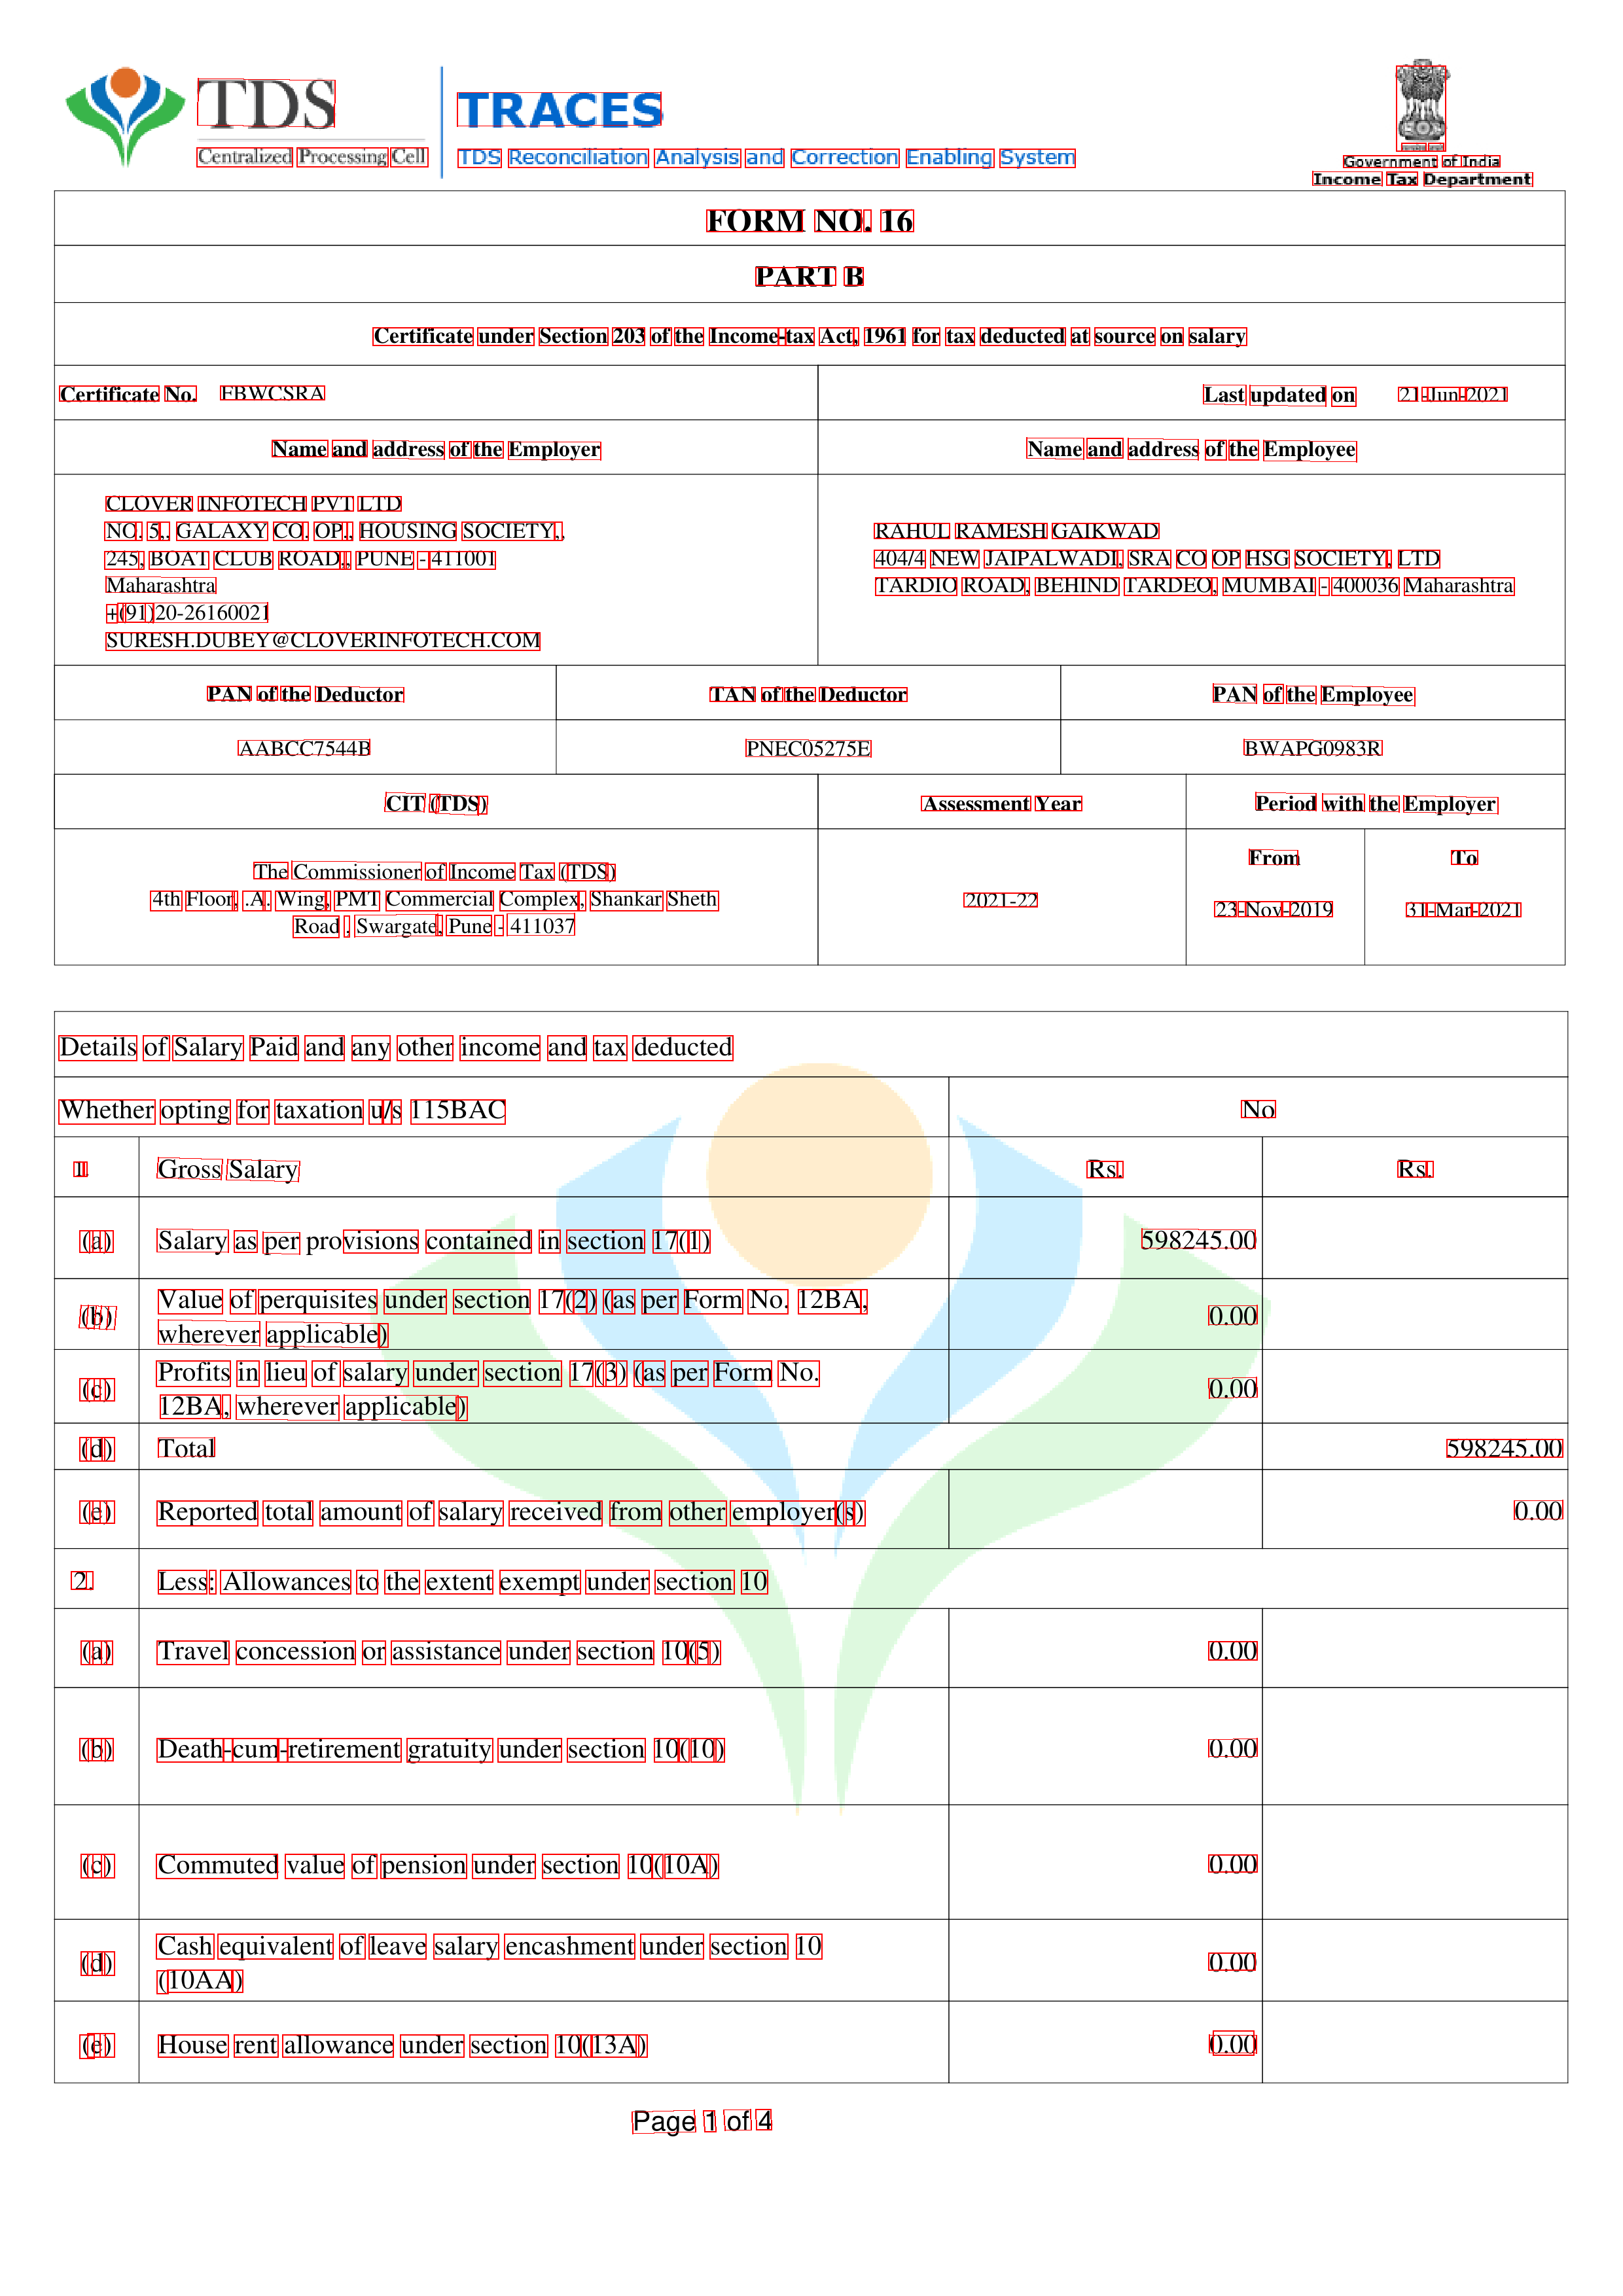 TDS
Centralized Processing Cell
TRACES
TDS Reconciliation Analysis and Correction Enabling System
Government of India
Income Tax Department
FORM NO. 16
PART B
Certificate under Section 203 of the Income-tax Act, 1961 for tax deducted at source on salary
Certificate No. FBWCSRA
Last updated on 21-Jun-2021
Name and address of the Employer
Name and address of the Employee
CLOVER INFOTECH PVT LTD
NO. 5,, GALAXY CO. OP., HOUSING SOCIETY,,
245, BOAT CLUB ROAD,, PUNE - 411001
Maharashtra
+(91)20-26160021
SURESH.DUBEY@CLOVERINFOTECH.COM
RAHUL RAMESH GAIKWAD
404/4 NEW JAIPALWADI, SRA CO OP HSG SOCIETY, LTD
TARDIO ROAD, BEHIND TARDEO, MUMBAI - 400036 Maharashtra
PAN of the Deductor
TAN of the Deductor
PAN of the Employee
AABCC7544B
PNEC05275E
BWAPG0983R
CIT (TDS)
Assessment Year
Period with the Employer
The Commissioner of Income Tax (TDS)
4th Floor, .A. Wing, PMT Commercial Complex, Shankar Sheth
Road , Swargate, Pune - 411037
2021-22
From
To
23-Nov-2019
31-Mar-2021
Details of Salary Paid and any other income and tax deducted
Whether opting for taxation u/s 115BAC
No
1. Gross Salary Rs. Rs.
(a) Salary as per provisions contained in section 17(1) 598245.00
(b) Value of perquisites under section 17(2) (as per Form No. 12BA,
wherever applicable)
0.00
(c) Profits in lieu of salary under section 17(3) (as per Form No.
12BA, wherever applicable)
0.00
(d) Total 598245.00
(e) Reported total amount of salary received from other employer(s) 0.00
2. Less: Allowances to the extent exempt under section 10
(a) Travel concession or assistance under section 10(5) 0.00
(b) Death-cum-retirement gratuity under section 10(10) 0.00
(c) Commuted value of pension under section 10(10A) 0.00
(d) Cash equivalent of leave salary encashment under section 10
(10AA)
0.00
(e) House rent allowance under section 10(13A) 0.00
Page 1 of 4